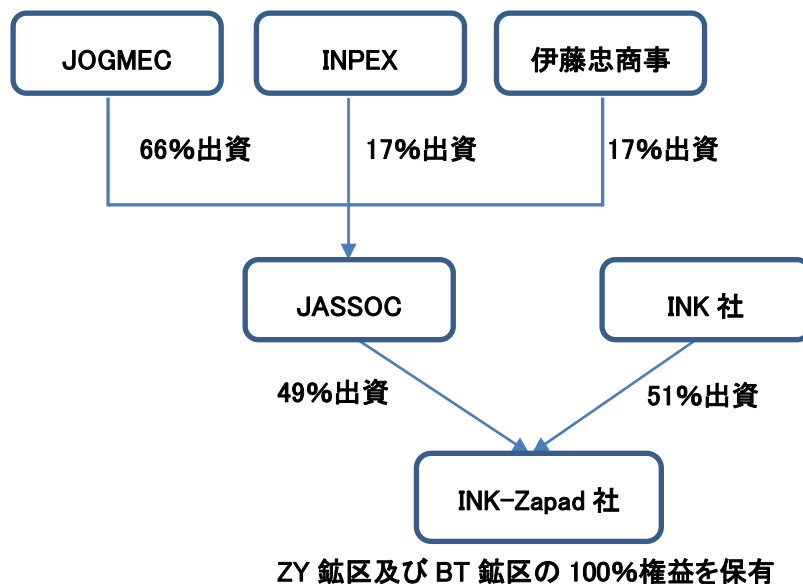 JOGMEC
INPEX
伊藤忠商事
66%出資
17%出資
17%出資
JASSOC
INK 社
49%出資
51%出資
INK-Zapad 社
ZY 鉱区及び BT 鉱区の 100%権益を保有